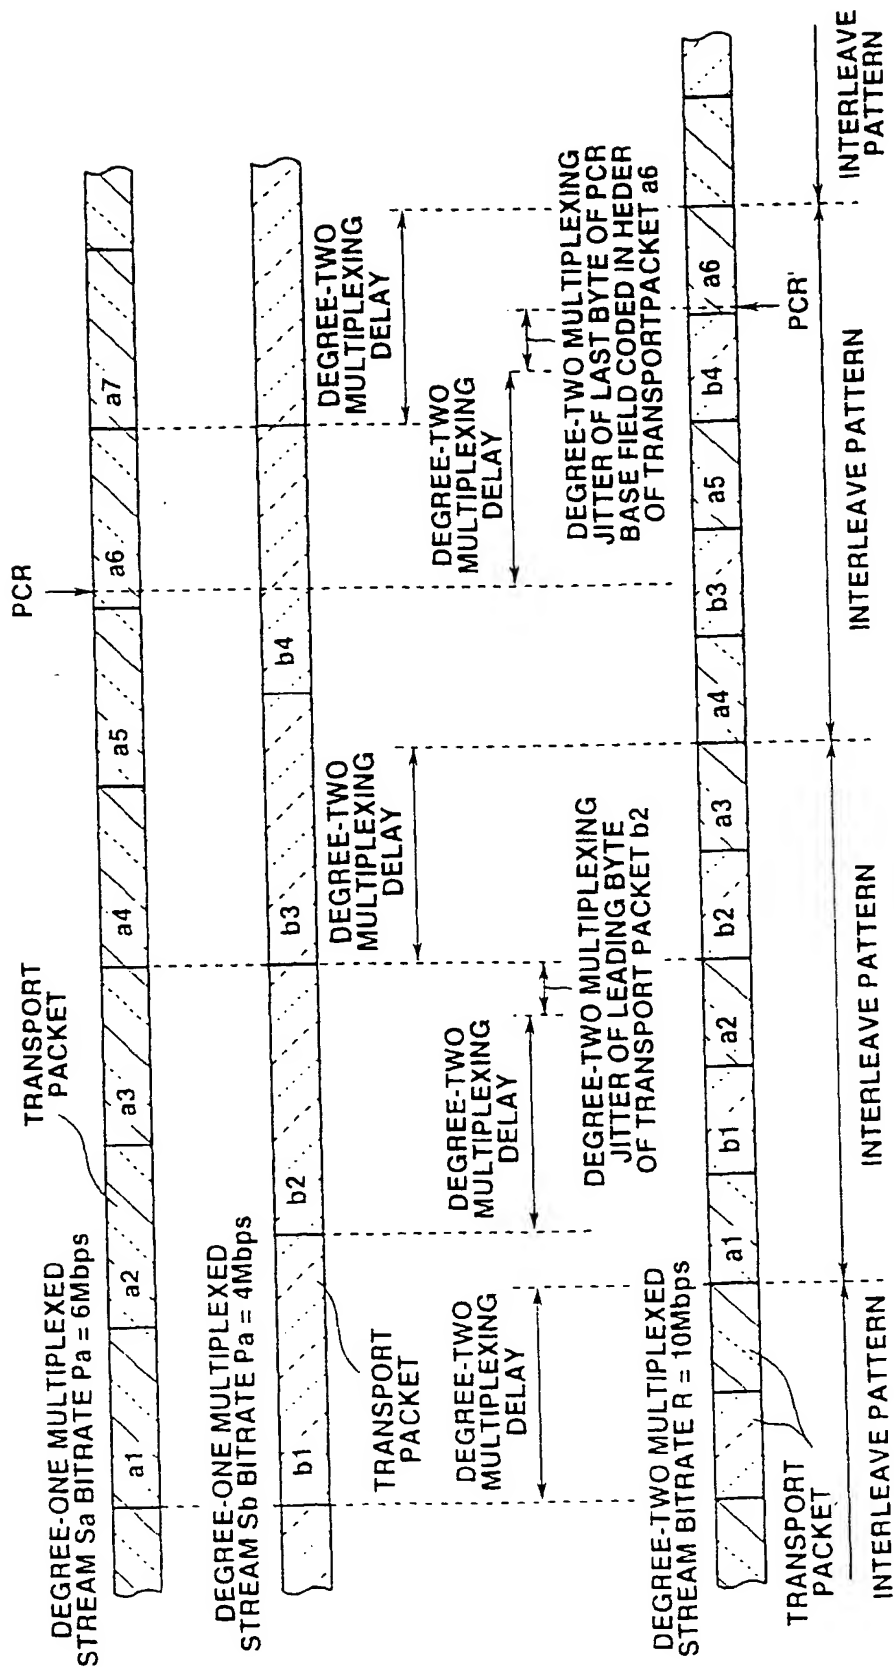 DEGREE-ONE MULTIPLEXED
STREAM Sa BITRATE Pa = 6Mbps
TRANSPORT
PACKET
PCR
a1
a2
a3
a4
a5
a6
a7
DEGREE-ONE MULTIPLEXED
STREAM Sb BITRATE Pa = 4Mbps
b1
b2
b3
b4
TRANSPORT
PACKET
DEGREE-TWO
MULTIPLEXING
DELAY
DEGREE-TWO
MULTIPLEXING
DELAY
DEGREE-TWO
MULTIPLEXING
DELAY
DEGREE-TWO
MULTIPLEXING
DELAY
DEGREE-TWO
MULTIPLEXING
DELAY
DEGREE-TWO MULTIPLEXING
JITTER OF LEADING BYTE
OF TRANSPORT PACKET b2
DEGREE-TWO MULTIPLEXING
JITTER OF LAST BYTE OF PCR
BASE FIELD CODED IN HEDER
OF TRANSPORTPACKET a6
DEGREE-TWO MULTIPLEXED
STREAM BITRATE R = 10Mbps
a1
b1
a2
b2
a3
a4
b3
a5
b4
a6
PCR'
TRANSPORT
PACKET
INTERLEAVE PATTERN
INTERLEAVE PATTERN
INTERLEAVE PATTERN
INTERLEAVE
PATTERN